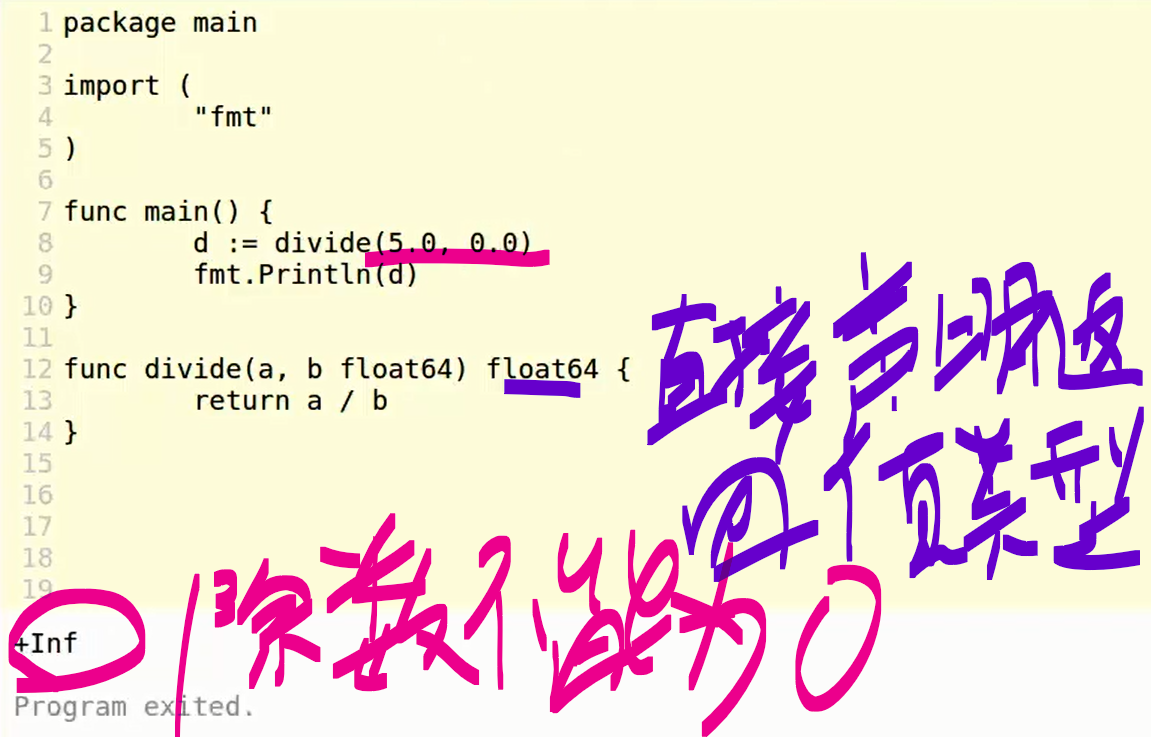 1 package main
2
3 import (
4 "fmt"
5 )
6
7 func main() {
8 d := divide(5.0, 0.0)
9 fmt.Println(d)
10 }
11
12 func divide(a, b float64) float64 {
13 return a / b
14 }
15
16
17
18
19
直接声明返
回值类型
+Inf
除数不能为0
Program exited.